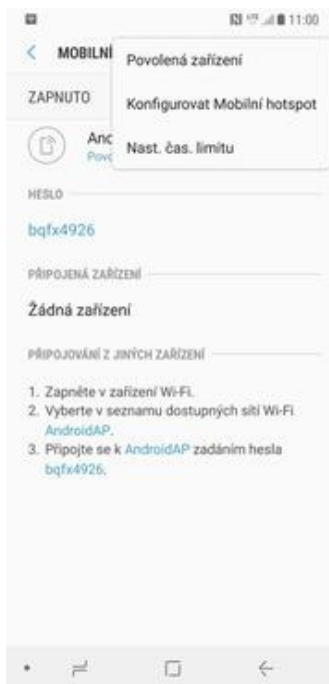 11:00
MOBILNÍ
Povolená zařízení
ZAPNUTO
Konfigurovat Mobilní hotspot
Nast. čas. limitu
HESLO
bqfx4926
PŘIPOJENÁ ZAŘÍZENÍ
Žádná zařízení
PŘIPOJOVÁNÍ Z JINÝCH ZAŘÍZENÍ
1. Zapněte v zařízení Wi-Fi.
2. Vyberte v seznamu dostupných sítí Wi-Fi
AndroidAP.
3. Připojte se k AndroidAP zadáním hesla
bqfx4926.